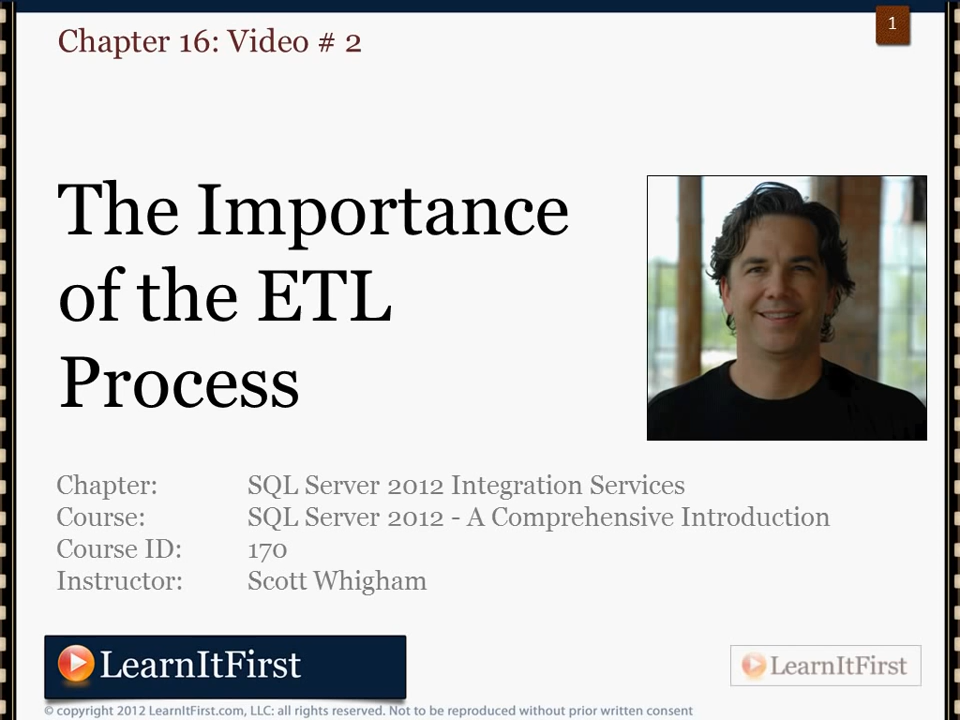 1
Chapter 16: Video # 2
The Importance
of the ETL
Process
Chapter: SQL Server 2012 Integration Services
Course: SQL Server 2012 - A Comprehensive Introduction
Course ID: 170
Instructor: Scott Whigham
LearnItFirst
LearnItFirst
© copyright 2012 LearnItFirst.com, LLC: all rights reserved. Not to be reproduced without prior written consent